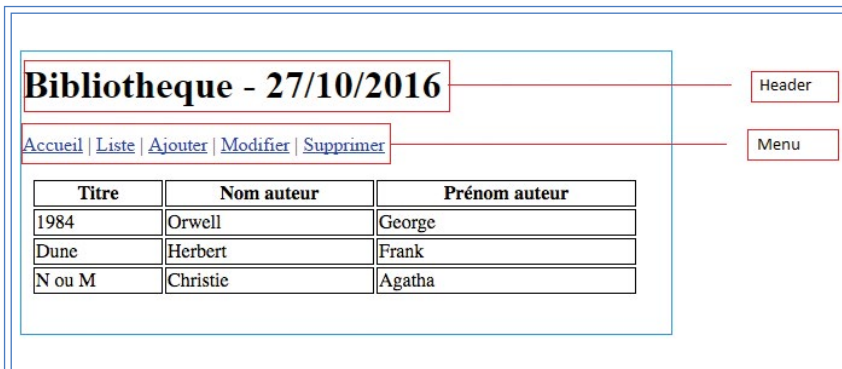 Bibliotheque - 27/10/2016
Header
Accueil | Liste | Ajouter | Modifier | Supprimer
Menu
Titre Nom auteur Prénom auteur
1984 Orwell George
Dune Herbert Frank
N ou M Christie Agatha